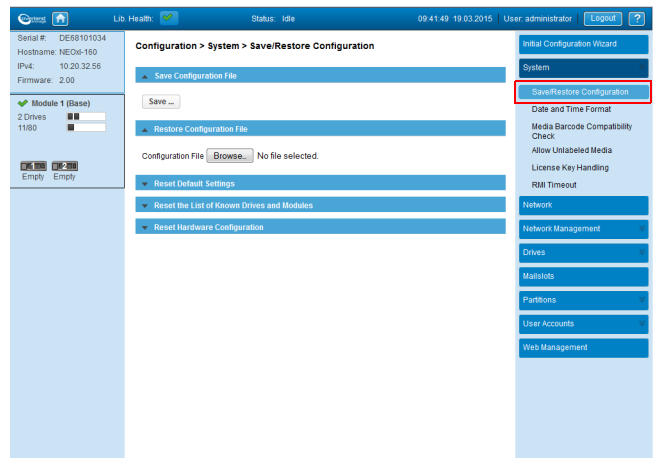 Overland
Lib. Health:
Status: Idle
09:41:49 19.03.2015
User: administrator
Logout
?
Serial #: DE68101034
Hostname: NEOxl-160
IPv4: 10.20.32.56
Firmware: 2.00
Module 1 (Base)
2 Drives
11/80
1
2
Empty
Empty
Configuration > System > Save/Restore Configuration
Save Configuration File
Save ...
Restore Configuration File
Configuration File
Browse..
No file selected.
Reset Default Settings
Reset the List of Known Drives and Modules
Reset Hardware Configuration
Initial Configuration Wizard
System
Save/Restore Configuration
Date and Time Format
Media Barcode Compatibility
Check
Allow Unlabeled Media
License Key Handling
RMI Timeout
Network
Network Management
Drives
Mailslots
Partitions
User Accounts
Web Management